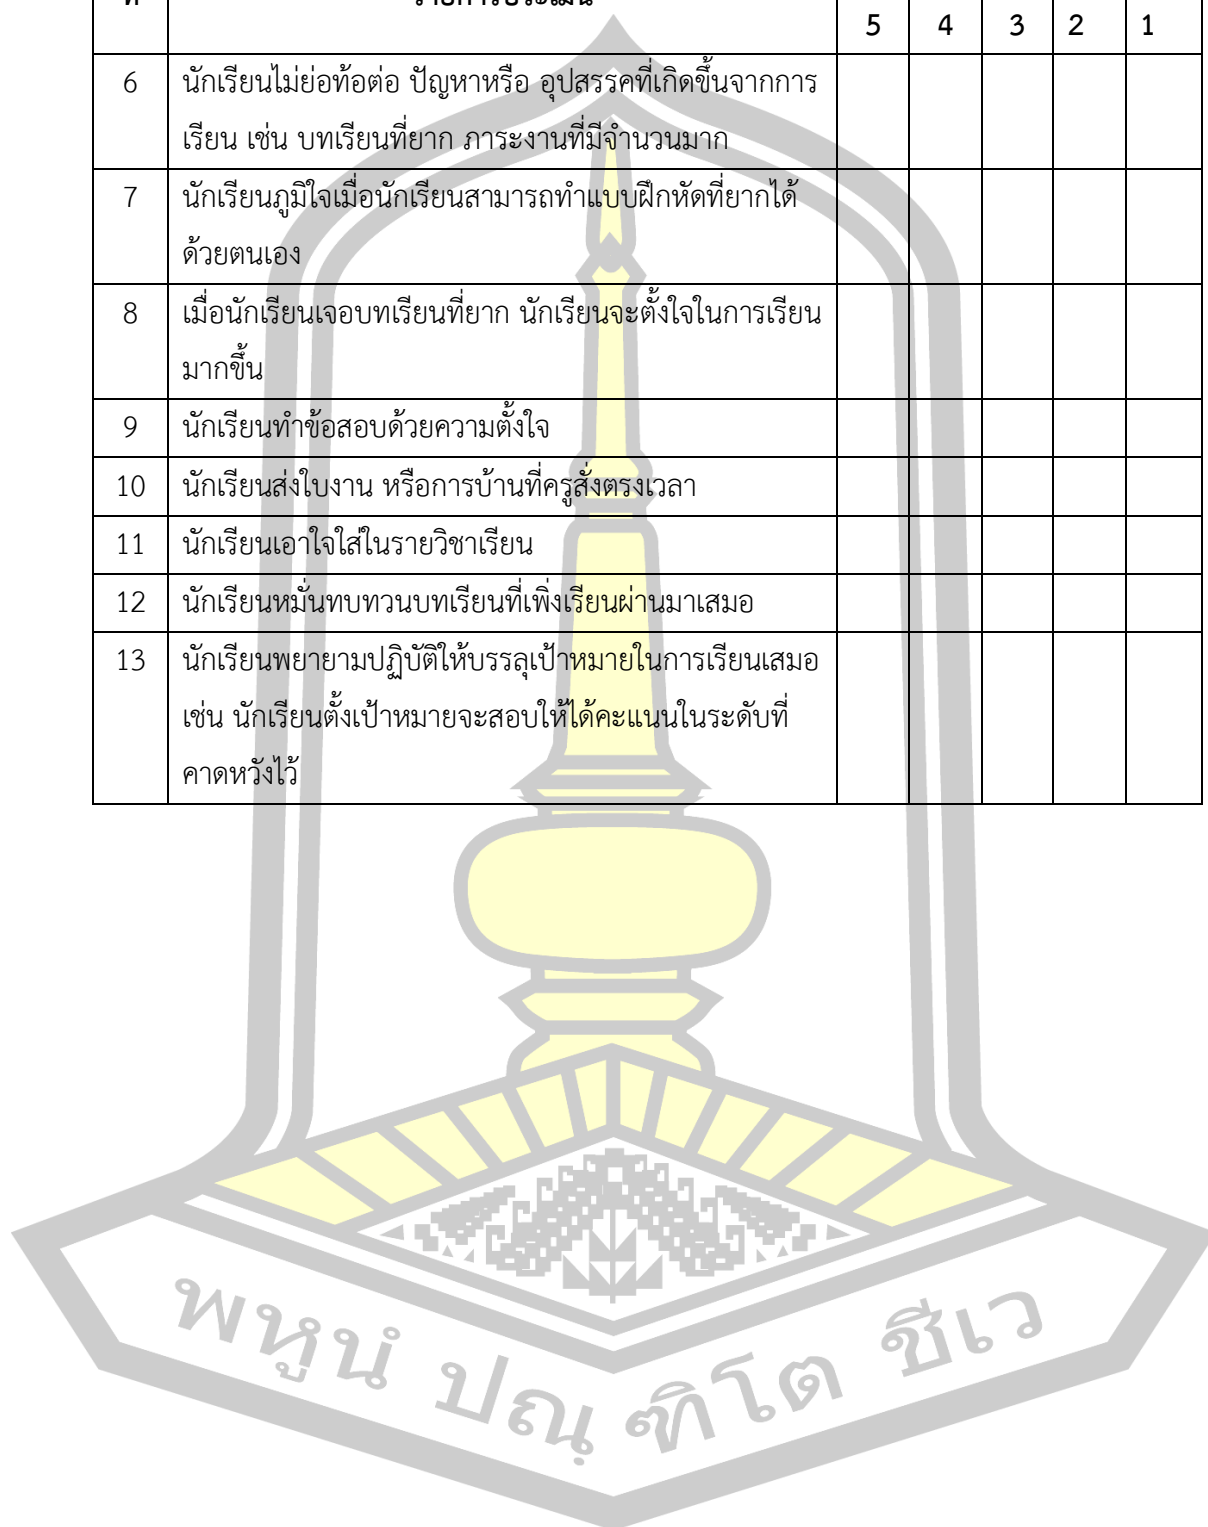 ที่ รายการประเมิน
5 4 3 2 1
6 นักเรียนไม่ย่อท้อต่อ ปัญหาหรือ อุปสรรคที่เกิดขึ้นจากการ
เรียน เช่น บทเรียนที่ยาก ภาระงานที่มีจำนวนมาก
7 นักเรียนภูมิใจเมื่อนักเรียนสามารถทำแบบฝึกหัดที่ยากได้
ด้วยตนเอง
8 เมื่อนักเรียนเจอบทเรียนที่ยาก นักเรียนจะตั้งใจในการเรียน
มากขึ้น
9 นักเรียนทำข้อสอบด้วยความตั้งใจ
10 นักเรียนส่งใบงาน หรือการบ้านที่ครูสั่งตรงเวลา
11 นักเรียนเอาใจใส่ในรายวิชาเรียน
12 นักเรียนหมั่นทบทวนบทเรียนที่เพิ่งเรียนผ่านมาเสมอ
13 นักเรียนพยายามปฏิบัติให้บรรลุเป้าหมายในการเรียนเสมอ
เช่น นักเรียนตั้งเป้าหมายจะสอบให้ได้คะแนนในระดับที่
คาดหวังไว้
พหูนํ ปณฺฑิโต ชีเว